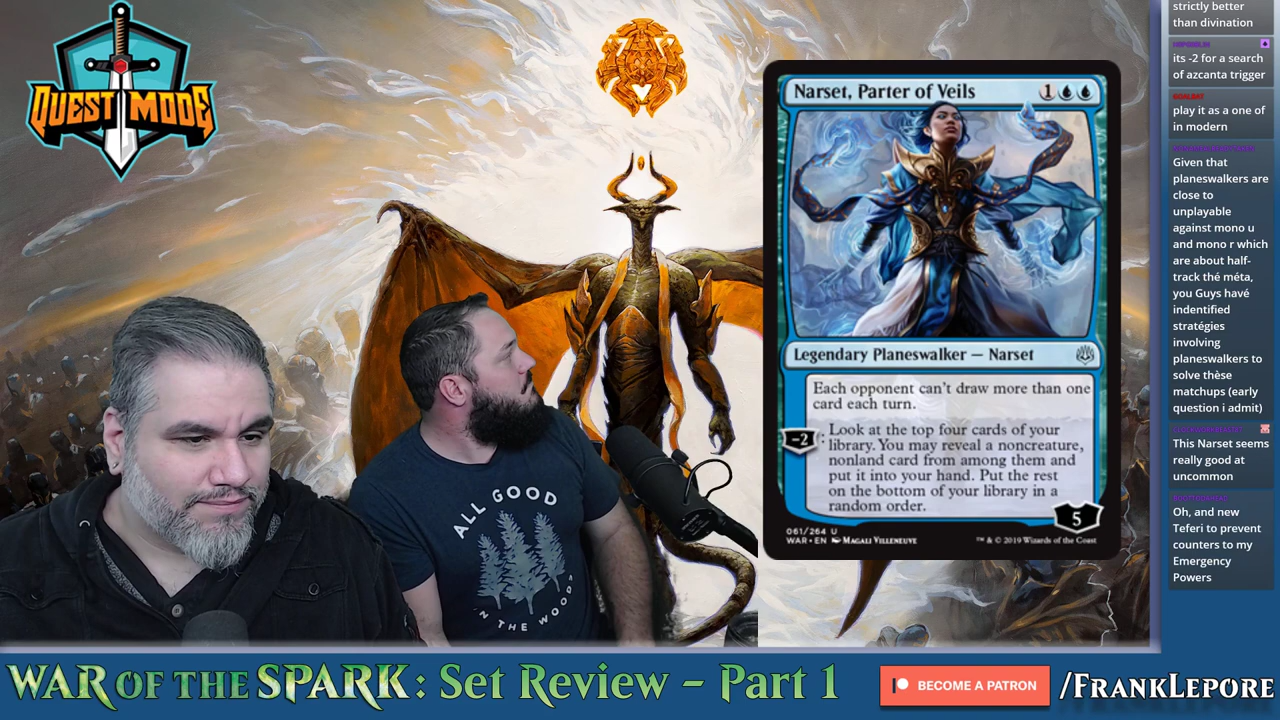 QUEST MODE
Narset, Parter of Veils
1
Legendary Planeswalker — Narset
Each opponent can't draw more than one
card each turn.
-2: Look at the top four cards of your
library. You may reveal a noncreature,
nonland card from among them and
put it into your hand. Put the rest
on the bottom of your library in a
random order.
5
061/264 U
WAR • EN MAGALI VILLENEUVE
™ & © 2019 Wizards of the Coast
ALL GOOD
IN THE WOODS
strictly better
than divination
its -2 for a search
of azcanta trigger
play it as a one of
in modern
Given that
planeswalkers are
close to
unplayable
against mono u
and mono r which
are about half-
track thé méta,
you Guys havé
indentified
stratégies
involving
planeswalkers to
solve thèse
matchups (early
question i admit)
This Narset seems
really good at
uncommon
Oh, and new
Teferi to prevent
counters to my
Emergency
Powers
WAR OF THE SPARK: Set Review - Part 1
BECOME A PATRON
/FRANKLEPORE